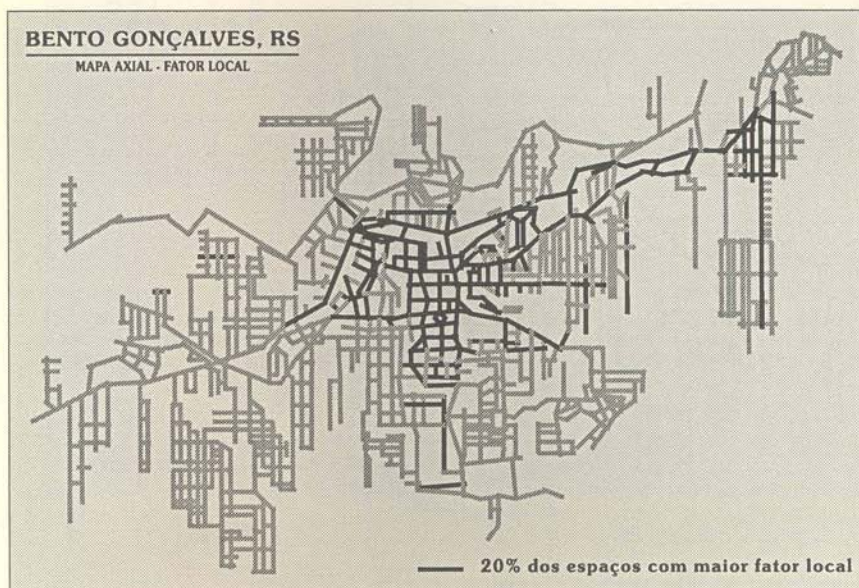 BENTO GONÇALVES, RS
MAPA AXIAL - FATOR LOCAL
20% dos espaços com maior fator local